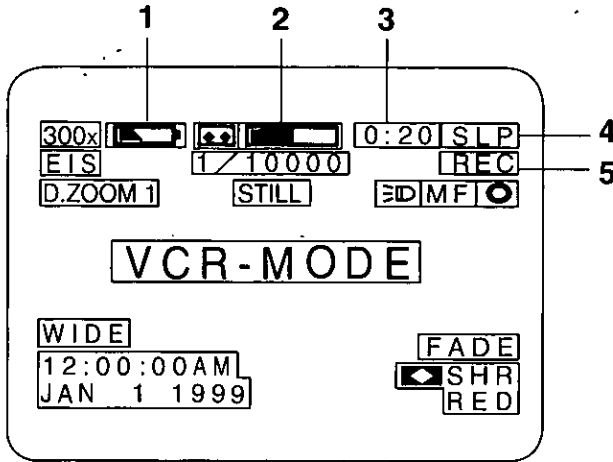 1 2 3
300x 0:20 SLP 4
EIS 1/10000 REC 5
D.ZOOM 1 STILL MF
VCR-MODE
WIDE
FADE
12:00:00AM
SHR
JAN 1 1999
RED